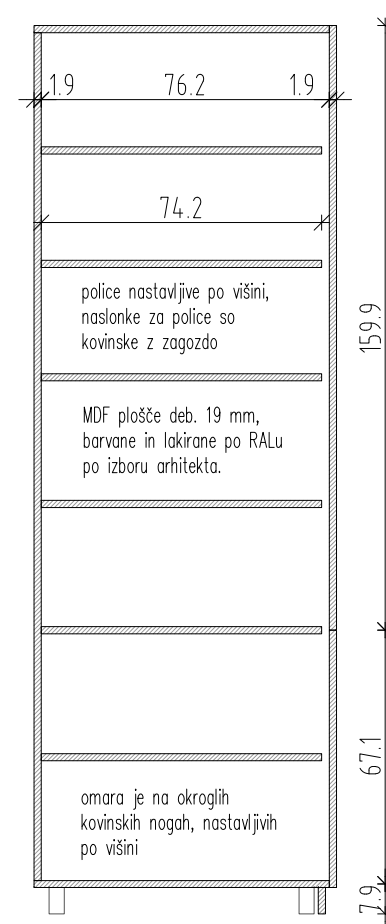 1.9 76.2 1.9
74.2
police nastavljive po višini,
naslonke za police so
kovinske z zagozdo
159.9
MDF plošče deb. 19 mm,
barvane in lakirane po RALu
po izboru arhitekta.
67.1
omara je na okroglih
kovinskih nogah, nastavljivih
po višini
7.9